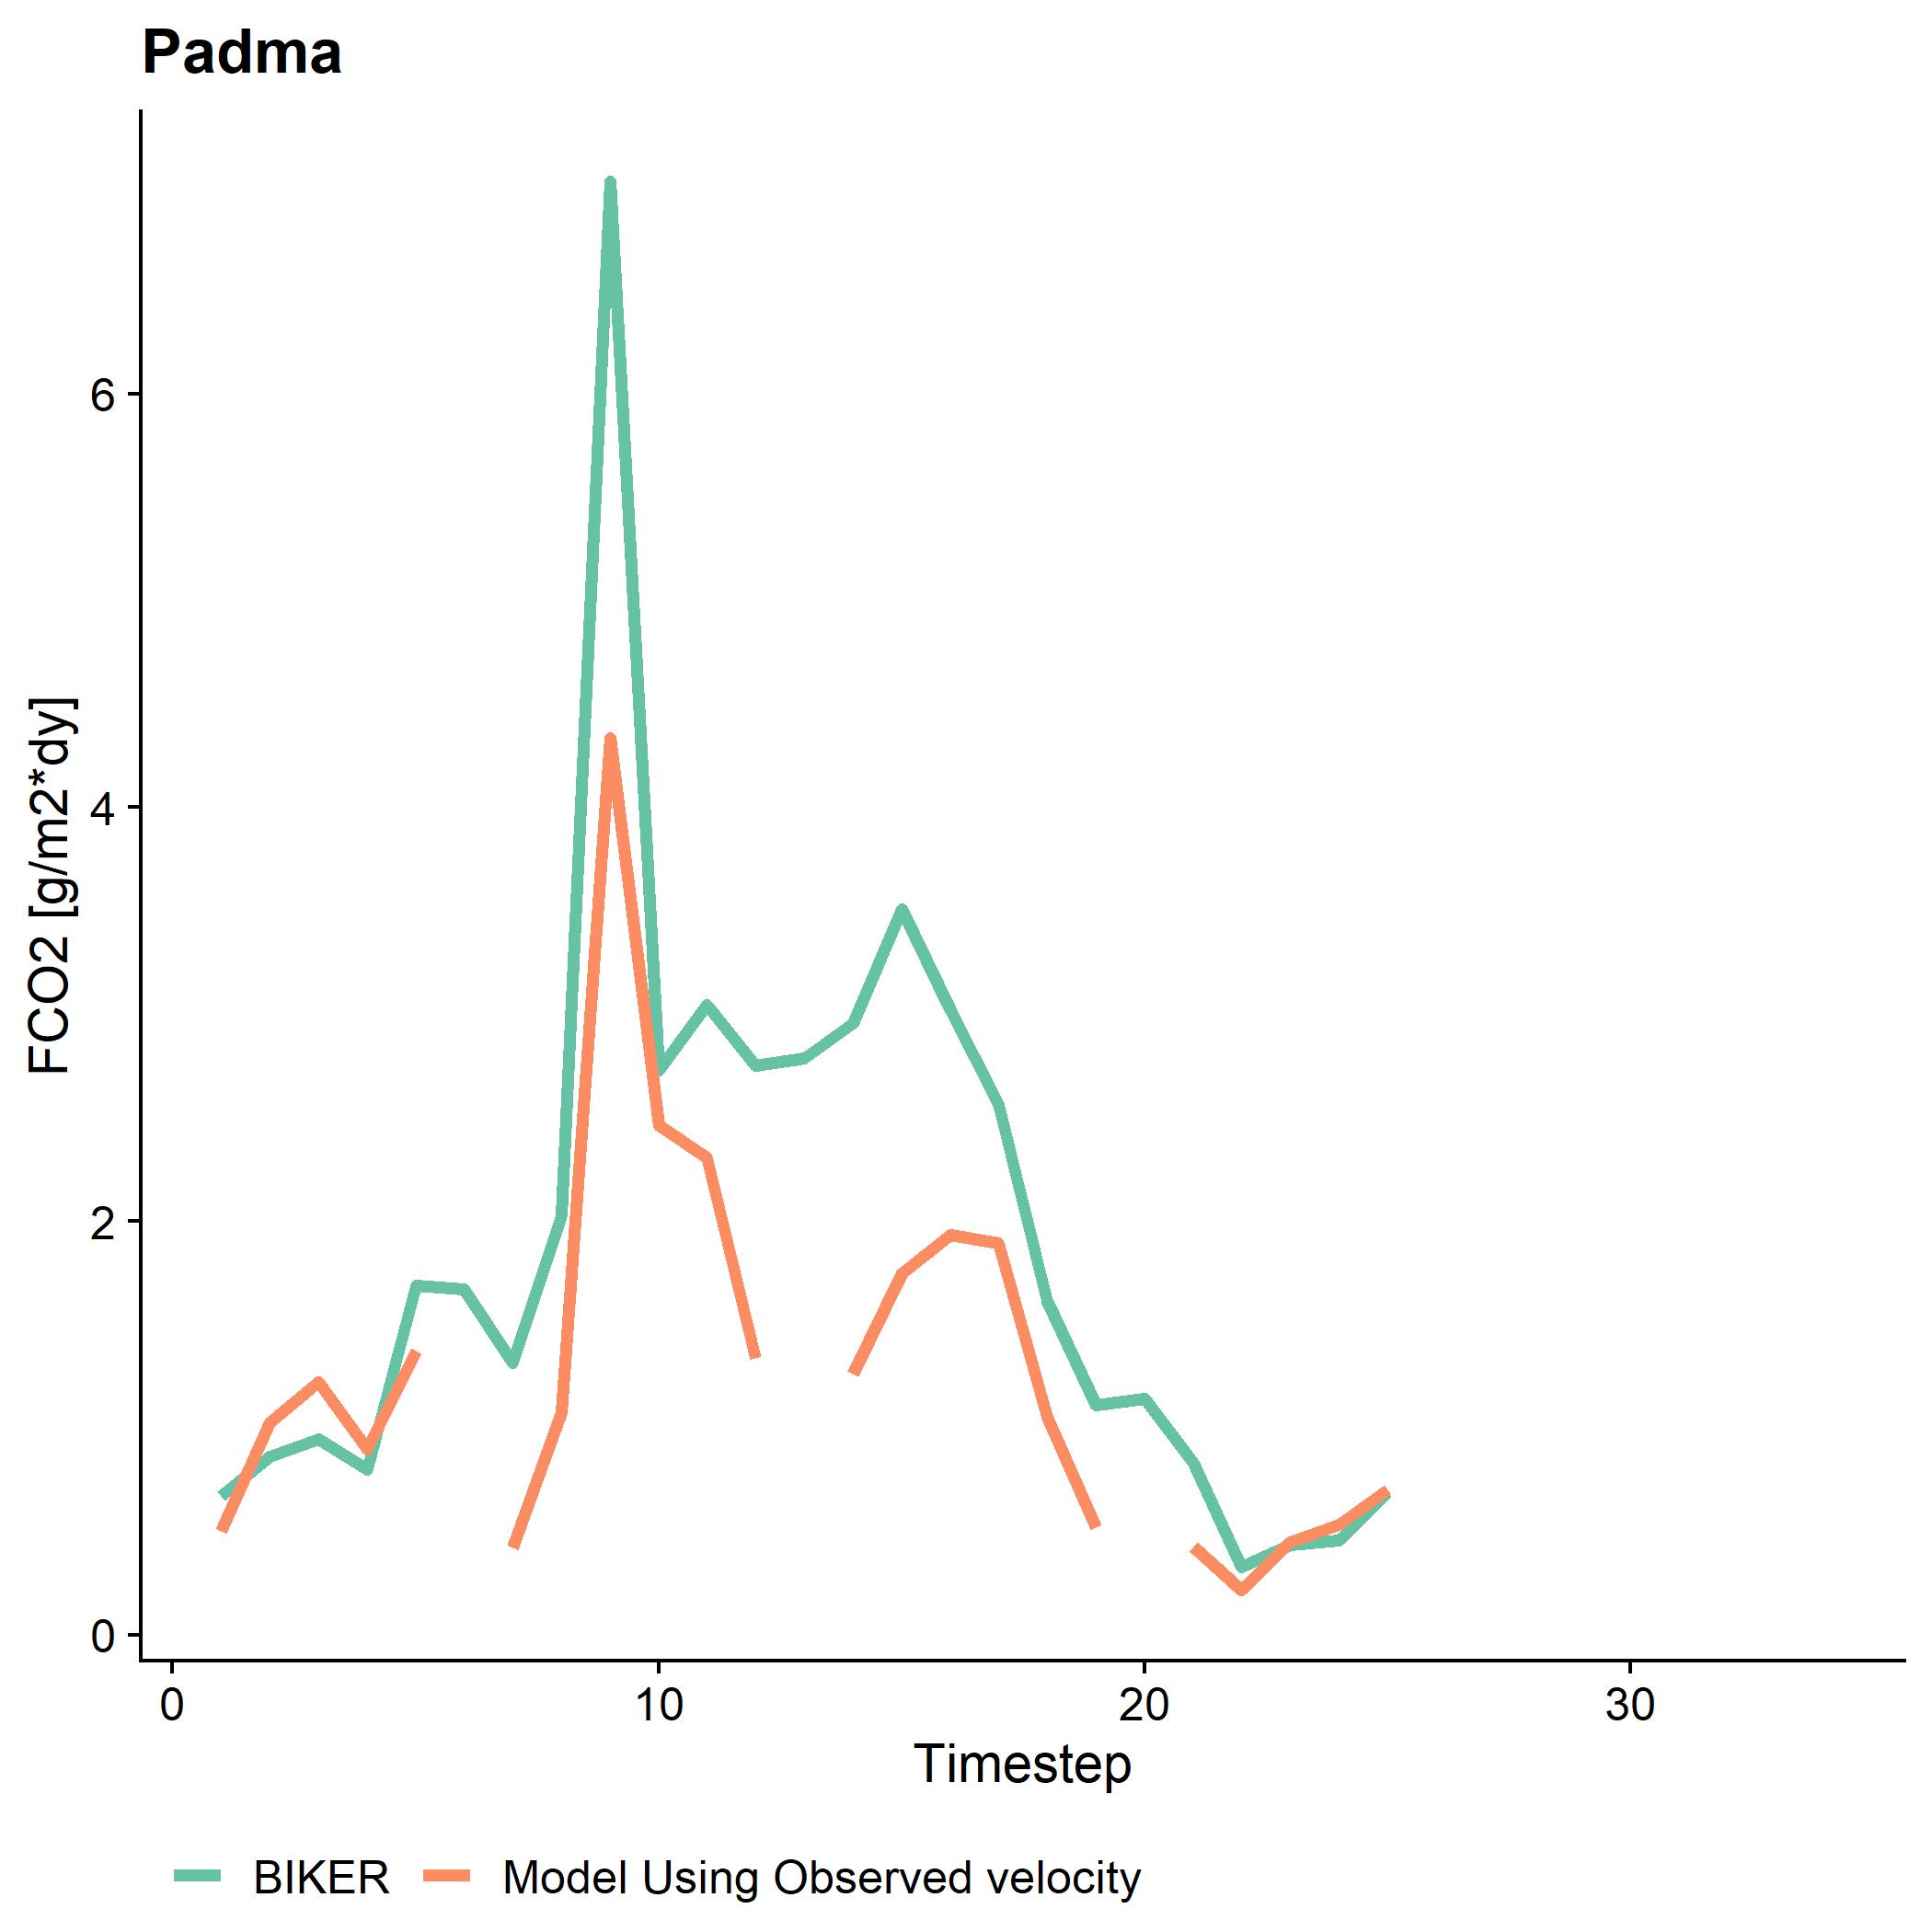 Padma
FCO2 [g/m2*dy]
6
4
2
0
0 10 20 30
Timestep
BIKER Model Using Observed velocity